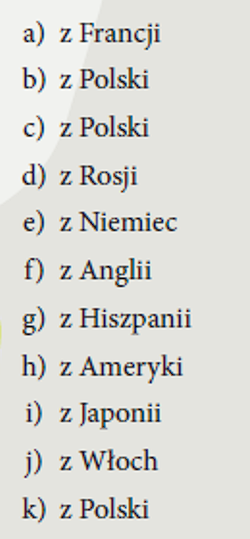 a) z Francji
b) z Polski
c) z Polski
d) z Rosji
e) z Niemiec
f) z Anglii
g) z Hiszpanii
h) z Ameryki
i) z Japonii
j) z Włoch
k) z Polski